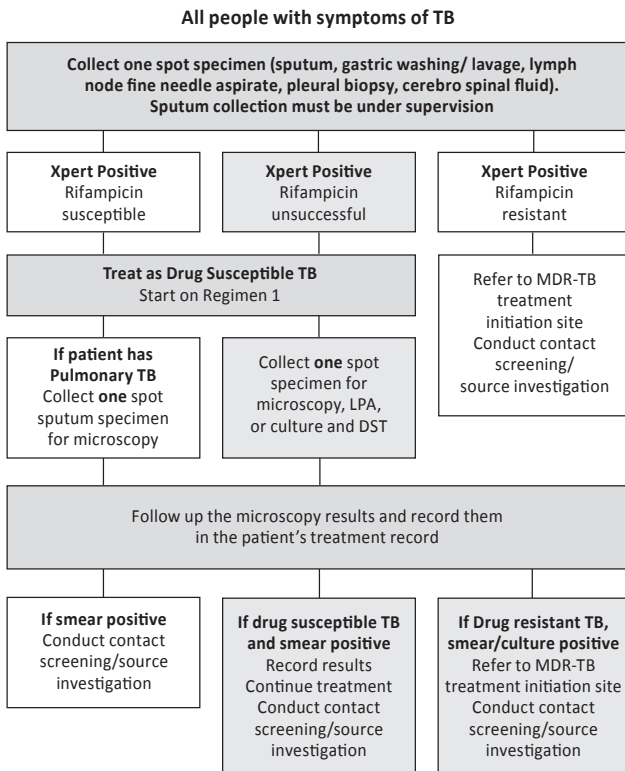 All people with symptoms of TB
Collect one spot specimen (sputum, gastric washing/ lavage, lymph
node fine needle aspirate, pleural biopsy, cerebro spinal fluid).
Sputum collection must be under supervision
Xpert Positive
Rifampicin
susceptible
Xpert Positive
Rifampicin
unsuccessful
Xpert Positive
Rifampicin
resistant
Treat as Drug Susceptible TB
Start on Regimen 1
Refer to MDR-TB
treatment
initiation site
Conduct contact
screening/
source investigation
If patient has
Pulmonary TB
Collect one spot
sputum specimen
for microscopy
Collect one spot
specimen for
microscopy, LPA,
or culture and DST
Follow up the microscopy results and record them
in the patient’s treatment record
If smear positive
Conduct contact
screening/source
investigation
If drug susceptible TB
and smear positive
Record results
Continue treatment
Conduct contact
screening/source
investigation
If Drug resistant TB,
smear/culture positive
Refer to MDR-TB
treatment initiation site
Conduct contact
screening/source
investigation